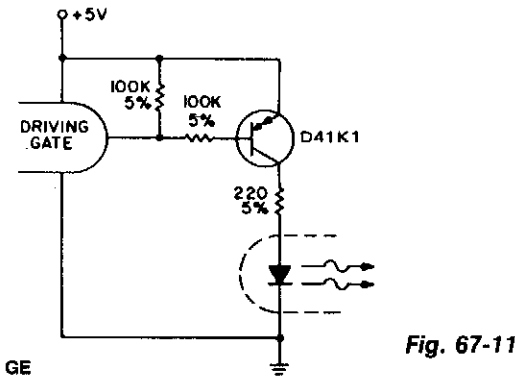 +5V
100K
5%
100K
5%
DRIVING
GATE
D41K1
220
5%
Fig. 67-11
GE